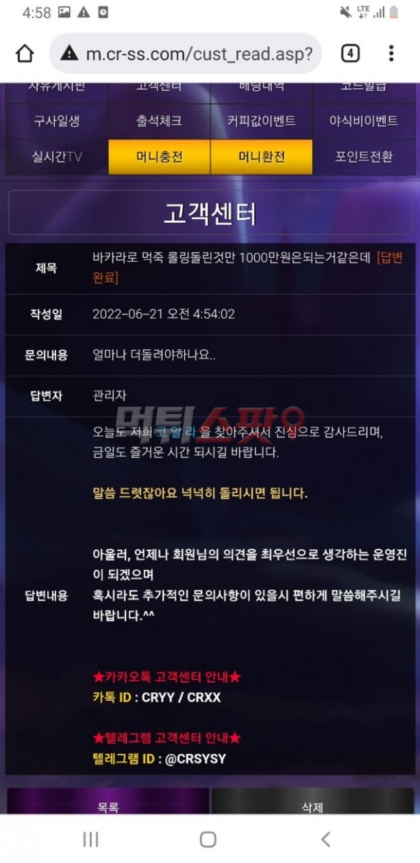 4:58
LTE
m.cr-ss.com/cust_read.asp?
4
자유게시판 고객센터 배당내역 코드발급
구사일생 출석체크 커피값이벤트 야식비이벤트
실시간TV 머니충전 머니환전 포인트전환
고객센터
제목
바카라로 먹죽 롤링돌린것만 1000만원은되는거같은데 [답변
완료]
작성일 2022-06-21 오전 4:54:02
문의내용 얼마나 더돌려야하나요..
답변자 관리자
먹튀스팟
오늘도 저희 코 알 라 을 찾아주셔서 진심으로 감사드리며,
금일도 즐거운 시간 되시길 바랍니다.
말씀 드렷잖아요 넉넉히 돌리시면 됩니다.
아울러, 언제나 회원님의 의견을 최우선으로 생각하는 운영진
이 되겠으며
답변내용
혹시라도 추가적인 문의사항이 있을시 편하게 말씀해주시길
바랍니다.^^
★카카오톡 고객센터 안내★
카톡 ID : CRYY / CRXX
★텔레그램 고객센터 안내★
텔레그램 ID : @CRSYSY
목록 삭제